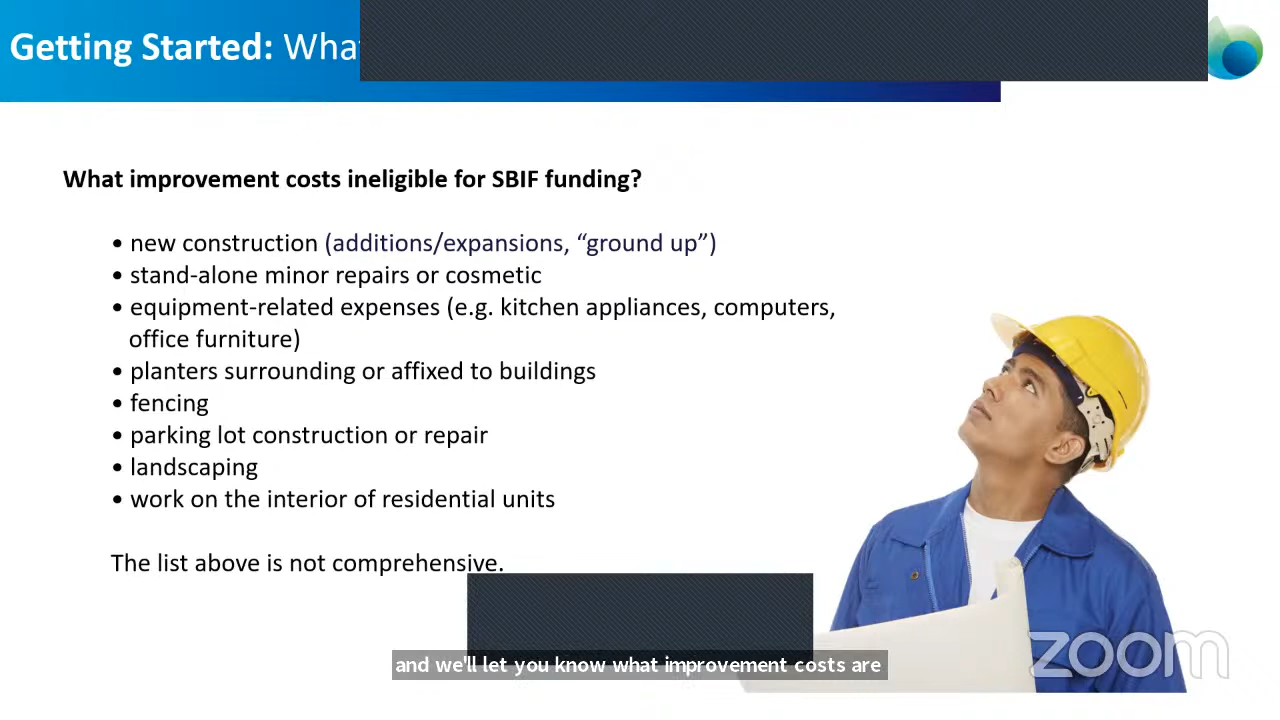 Getting Started: What
What improvement costs ineligible for SBIF funding?
• new construction (additions/expansions, “ground up”)
• stand-alone minor repairs or cosmetic
• equipment-related expenses (e.g. kitchen appliances, computers,
office furniture)
• planters surrounding or affixed to buildings
• fencing
• parking lot construction or repair
• landscaping
• work on the interior of residential units
The list above is not comprehensive.
and we'll let you know what improvement costs are
zoom